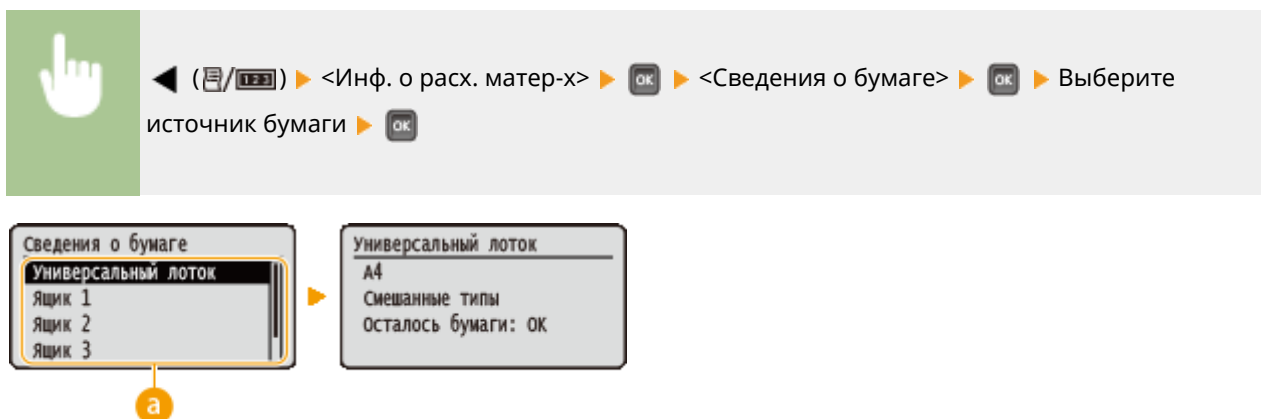 (123) <Инф. о расх. матер-х> OK <Сведения о бумаге> OK Выберите
источник бумаги OK
Сведения о бумаге
Универсальный лоток
Ящик 1
Ящик 2
Ящик 3
a
Универсальный лоток
A4
Смешанные типы
Осталось бумаги: OK